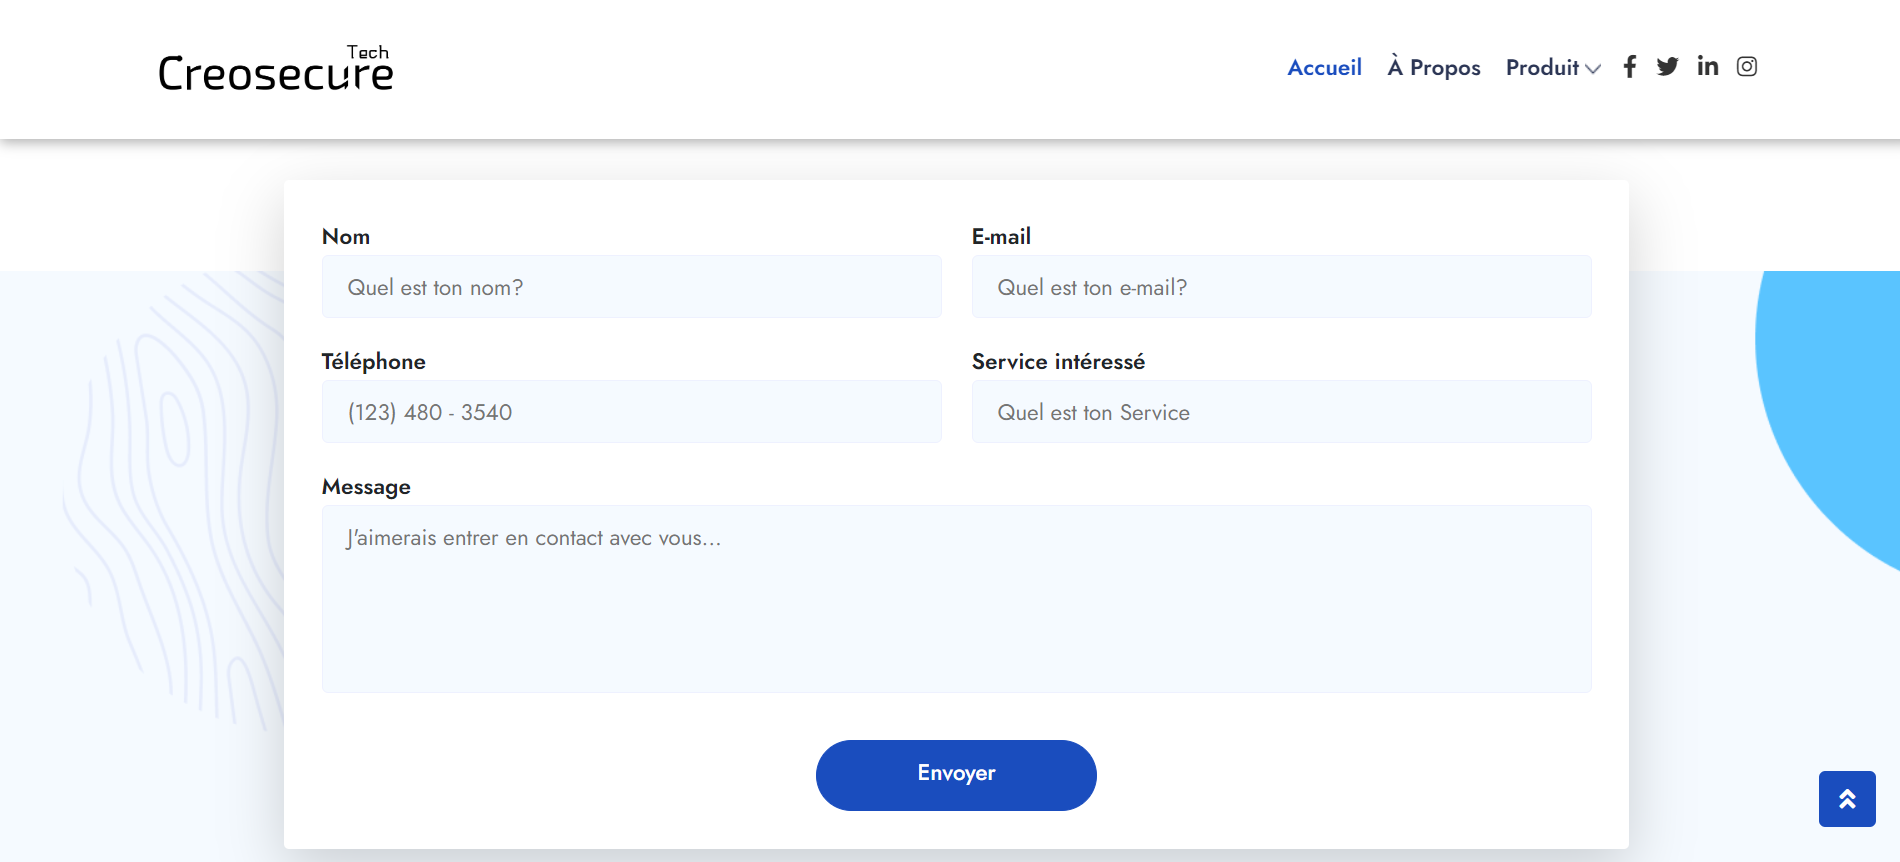 Tech
Creosecure
Accueil À Propos Produit
Nom
Quel est ton nom?
E-mail
Quel est ton e-mail?
Téléphone
(123) 480 - 3540
Service intéressé
Quel est ton Service
Message
J'aimerais entrer en contact avec vous...
Envoyer